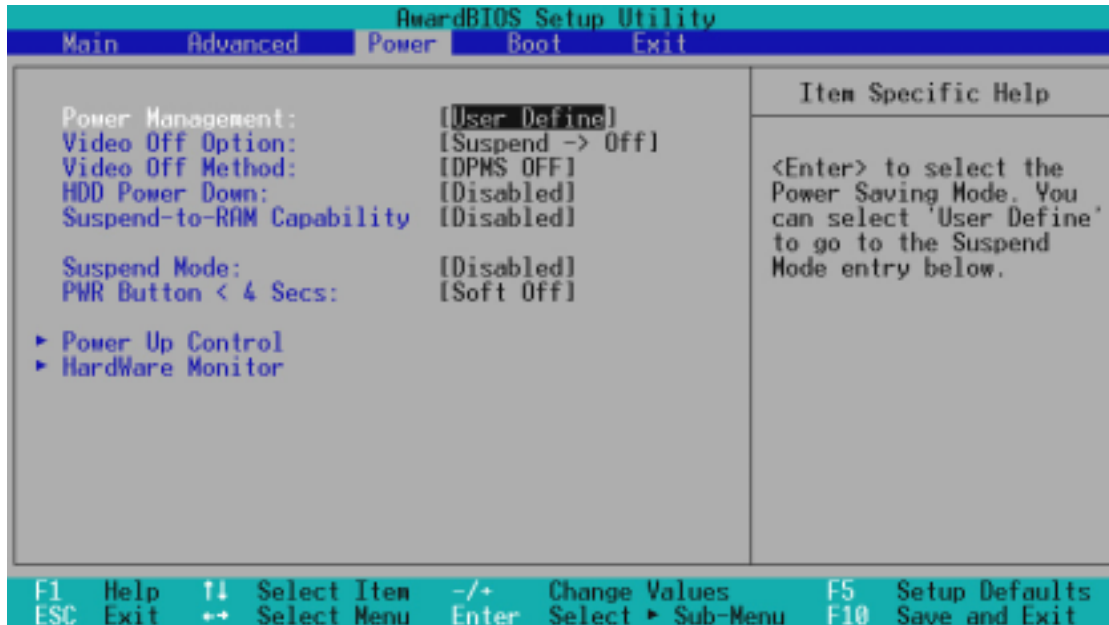 AwardBIOS Setup Utility
Main Advanced Power Boot Exit
Power Management: [User Define]
Video Off Option: [Suspend -> Off]
Video Off Method: [DPMS OFF]
HDD Power Down: [Disabled]
Suspend-to-RAM Capability [Disabled]
Suspend Mode: [Disabled]
PWR Button < 4 Secs: [Soft Off]
► Power Up Control
► HardWare Monitor
Item Specific Help
<Enter> to select the
Power Saving Mode. You
can select 'User Define'
to go to the Suspend
Mode entry below.
F1 Help ↑↓ Select Item -/+ Change Values F5 Setup Defaults
ESC Exit ←→ Select Menu Enter Select ► Sub-Menu F10 Save and Exit